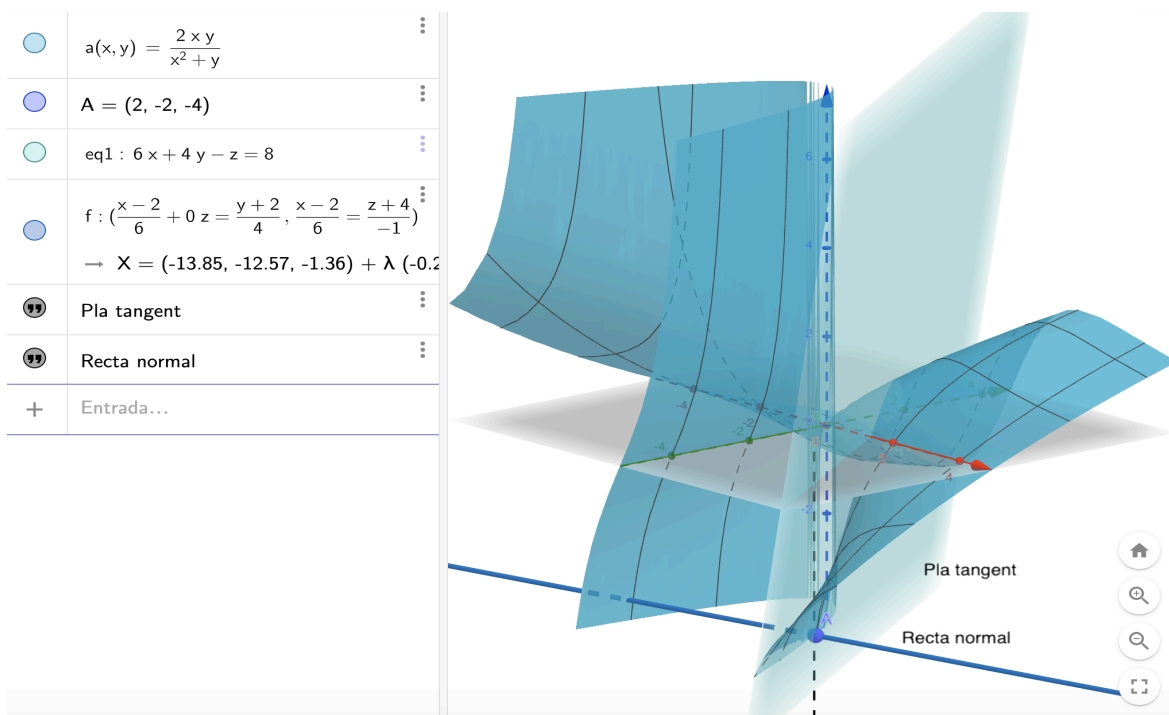 a(x, y) = 2 x y / x² + y
A = (2, -2, -4)
eq1 : 6 x + 4 y − z = 8
f : (x − 2 / 6 + 0 z = y + 2 / 4 , x − 2 / 6 = z + 4 / −1)
→ X = (-13.85, -12.57, -1.36) + λ (-0.2
Pla tangent
Recta normal
+ Entrada...
6
4
2
-4
-2
-2
-4
4
-2
A
Pla tangent
Recta normal